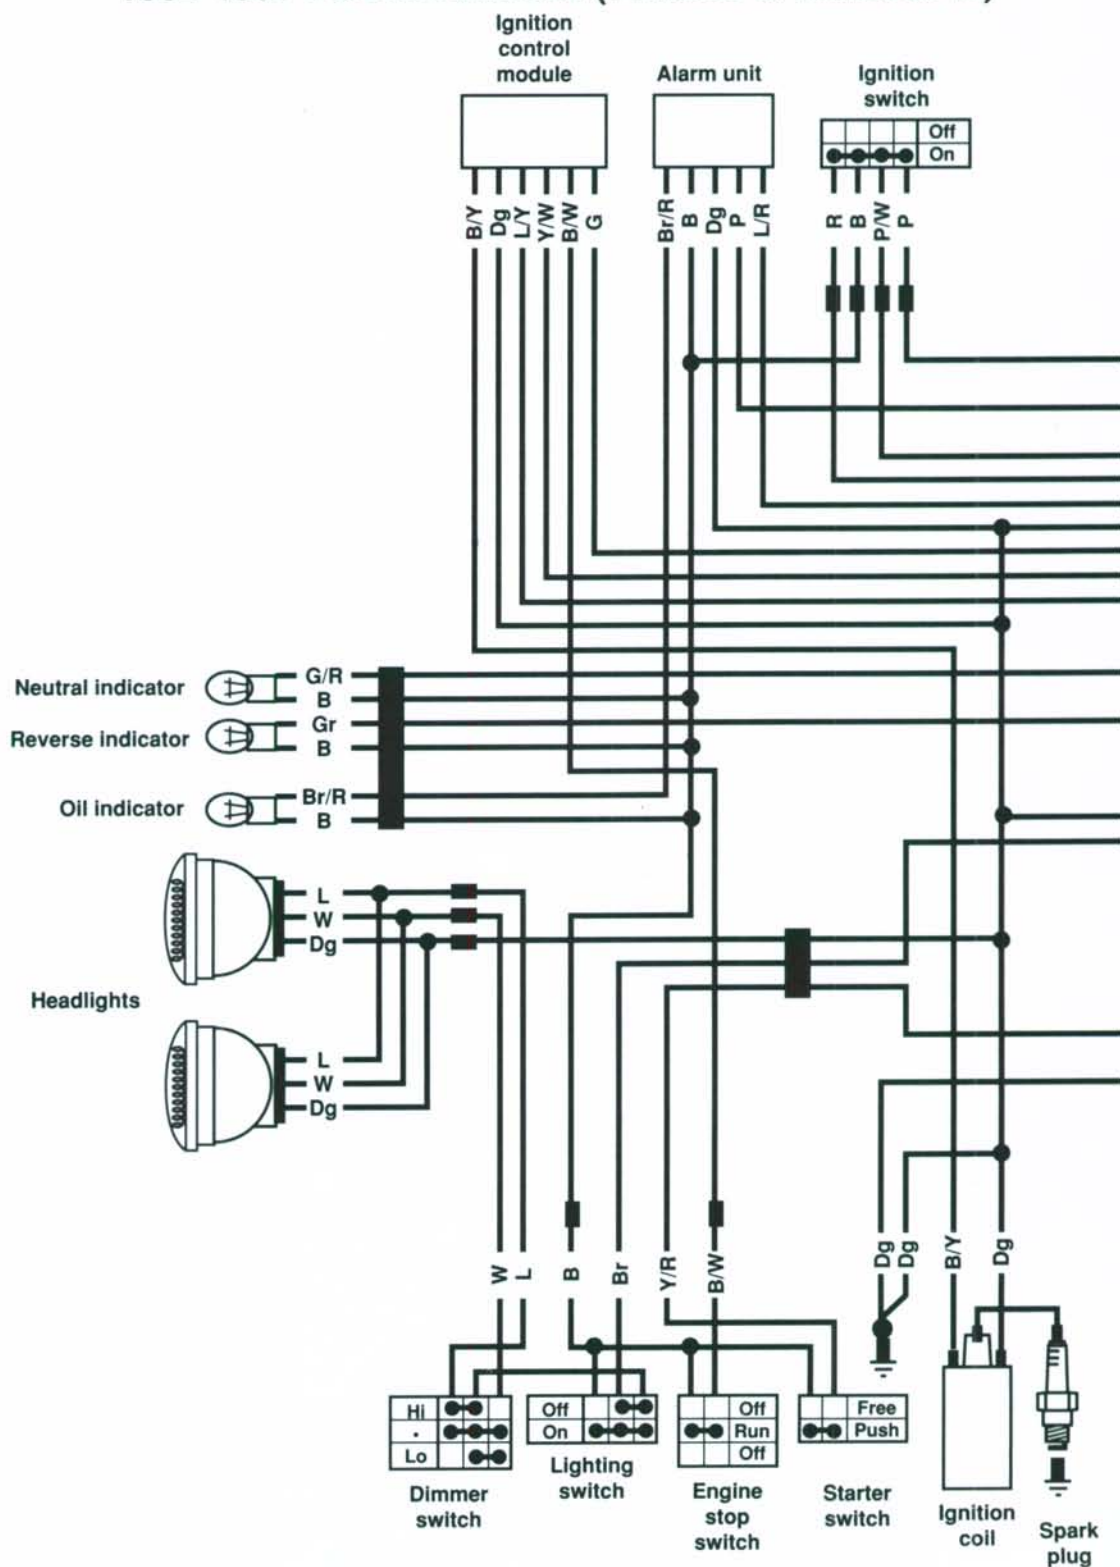 Ignition
control
module
Alarm unit
Ignition
switch
Off
On
B/Y
Dg
L/Y
Y/W
B/W
G
Br/R
B
Dg
P
L/R
R
B
P/W
P
Neutral indicator
G/R
B
Reverse indicator
Gr
B
Oil indicator
Br/R
B
L
W
Dg
Headlights
L
W
Dg
W
L
B
Br
Y/R
B/W
Dg
Dg
B/Y
Dg
Hi
.
Lo
Dimmer
switch
Off
On
Lighting
switch
Off
Run
Off
Engine
stop
switch
Free
Push
Starter
switch
Ignition
coil
Spark
plug